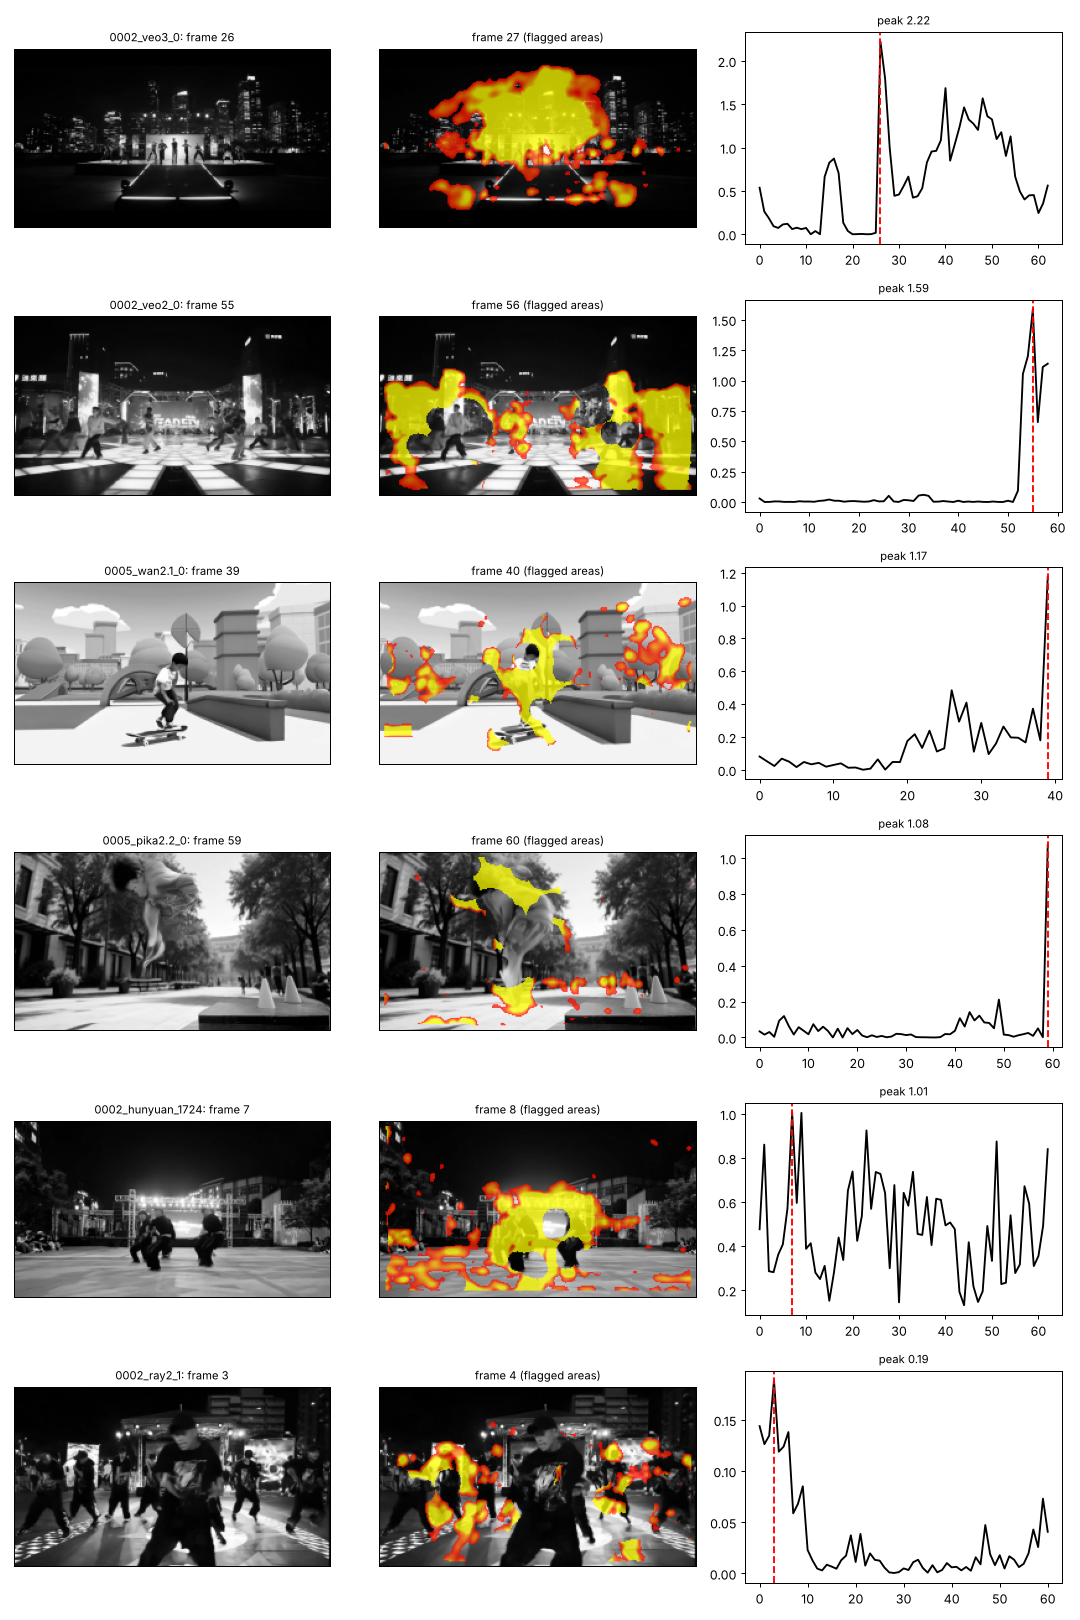 0002_veo3_0: frame 26
frame 27 (flagged areas)
peak 2.22
2.0
1.5
1.0
0.5
0.0
0 10 20 30 40 50 60
0002_veo2_0: frame 55
frame 56 (flagged areas)
peak 1.59
1.50
1.25
1.00
0.75
0.50
0.25
0.00
0 10 20 30 40 50 60
0005_wan2.1_0: frame 39
frame 40 (flagged areas)
peak 1.17
1.2
1.0
0.8
0.6
0.4
0.2
0.0
0 10 20 30 40
0005_pika2.2_0: frame 59
frame 60 (flagged areas)
peak 1.08
1.0
0.8
0.6
0.4
0.2
0.0
0 10 20 30 40 50 60
0002_hunyuan_1724: frame 7
frame 8 (flagged areas)
peak 1.01
1.0
0.8
0.6
0.4
0.2
0 10 20 30 40 50 60
0002_ray2_1: frame 3
frame 4 (flagged areas)
peak 0.19
0.15
0.10
0.05
0.00
0 10 20 30 40 50 60